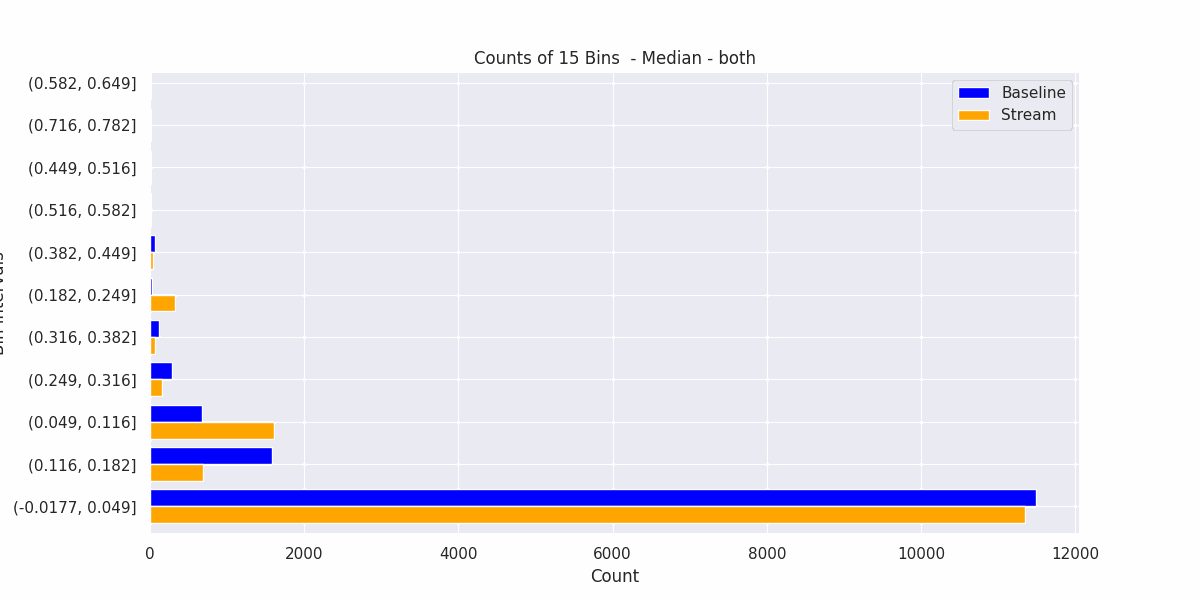 Counts of 15 Bins  - Median - both
(0.582, 0.649]
(0.716, 0.782]
(0.449, 0.516]
(0.516, 0.582]
(0.382, 0.449]
(0.182, 0.249]
(0.316, 0.382]
(0.249, 0.316]
(0.049, 0.116]
(0.116, 0.182]
(-0.0177, 0.049]
Baseline
Stream
0 2000 4000 6000 8000 10000 12000
Count